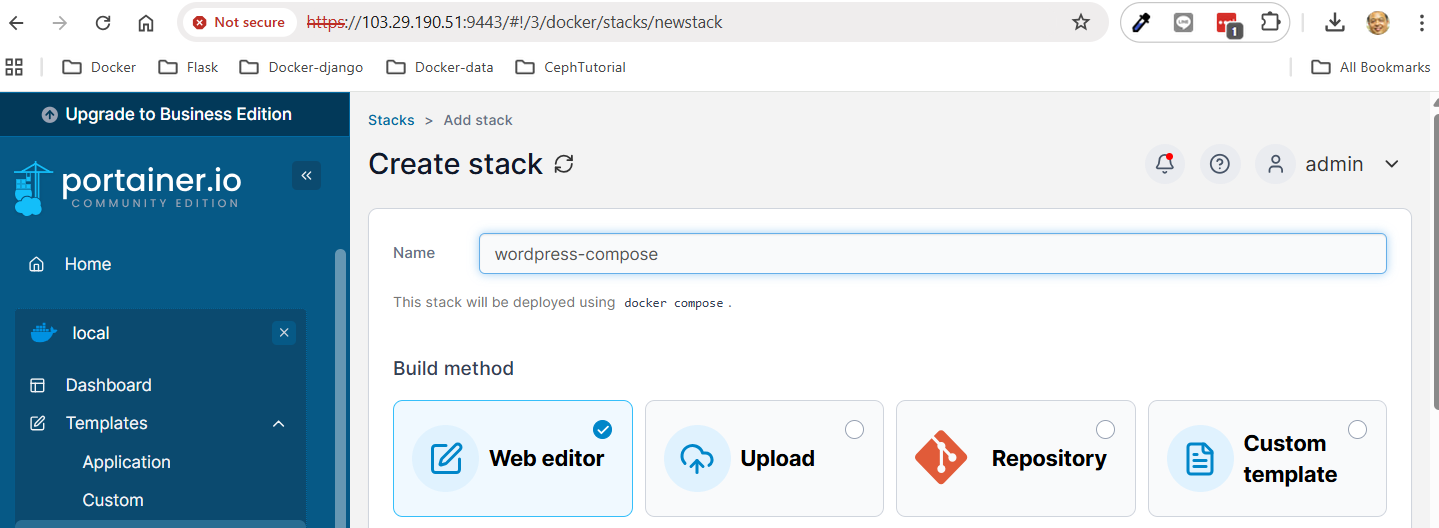 Not secure https://103.29.190.51:9443/#!/3/docker/stacks/newstack 1
Docker Flask Docker-django Docker-data CephTutorial All Bookmarks
Upgrade to Business Edition
portainer.io
COMMUNITY EDITION
Home
local
Dashboard
Templates
Application
Custom
Stacks > Add stack
Create stack
admin
Name wordpress-compose
This stack will be deployed using docker compose.
Build method
Web editor
Upload
Repository
Custom
template